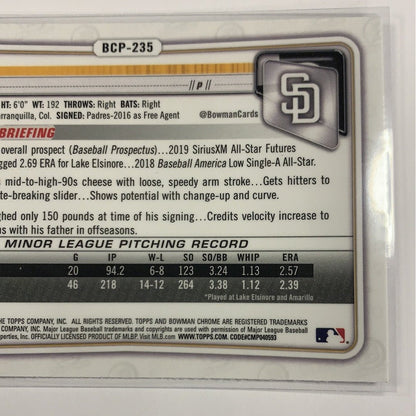 BCP-235
P
HT: 6'0" WT: 192 THROWS: Right BATS: Right
rranquilla, Col. SIGNED: Padres-2016 as Free Agent
SD
@BowmanCards
BRIEFING
overall prospect (Baseball Prospectus)...2019 SiriusXM All-Star Futures
gged 2.69 ERA for Lake Elsinore...2018 Baseball America Low Single-A All-Star.
mid-to-high-90s cheese with loose, speedy arm stroke...Gets hitters to
te-breaking slider...Shows potential with change-up and curve.
ghed only 150 pounds at time of his signing...Credits velocity increase to
ns with his father in offseasons.
MINOR LEAGUE PITCHING RECORD
G IP W-L SO SO/BB WHIP ERA
20 94.2 6-8 123 3.24 1.13 2.57
46 218 14-12 264 3.38 1.12 2.39
*Played at Lake Elsinore and Amarillo
THE TOPPS COMPANY, INC. ALL RIGHTS RESERVED. TOPPS AND BOWMAN CHROME ARE REGISTERED TRADEMARKS
COMPANY, INC. Major League Baseball trademarks and copyrights are used with permission of Major League Baseball
perties, Inc. OFFICIALLY LICENSED PRODUCT OF MLBP. Visit MLB.com WWW.TOPPS.COM. CODE#CMP040593